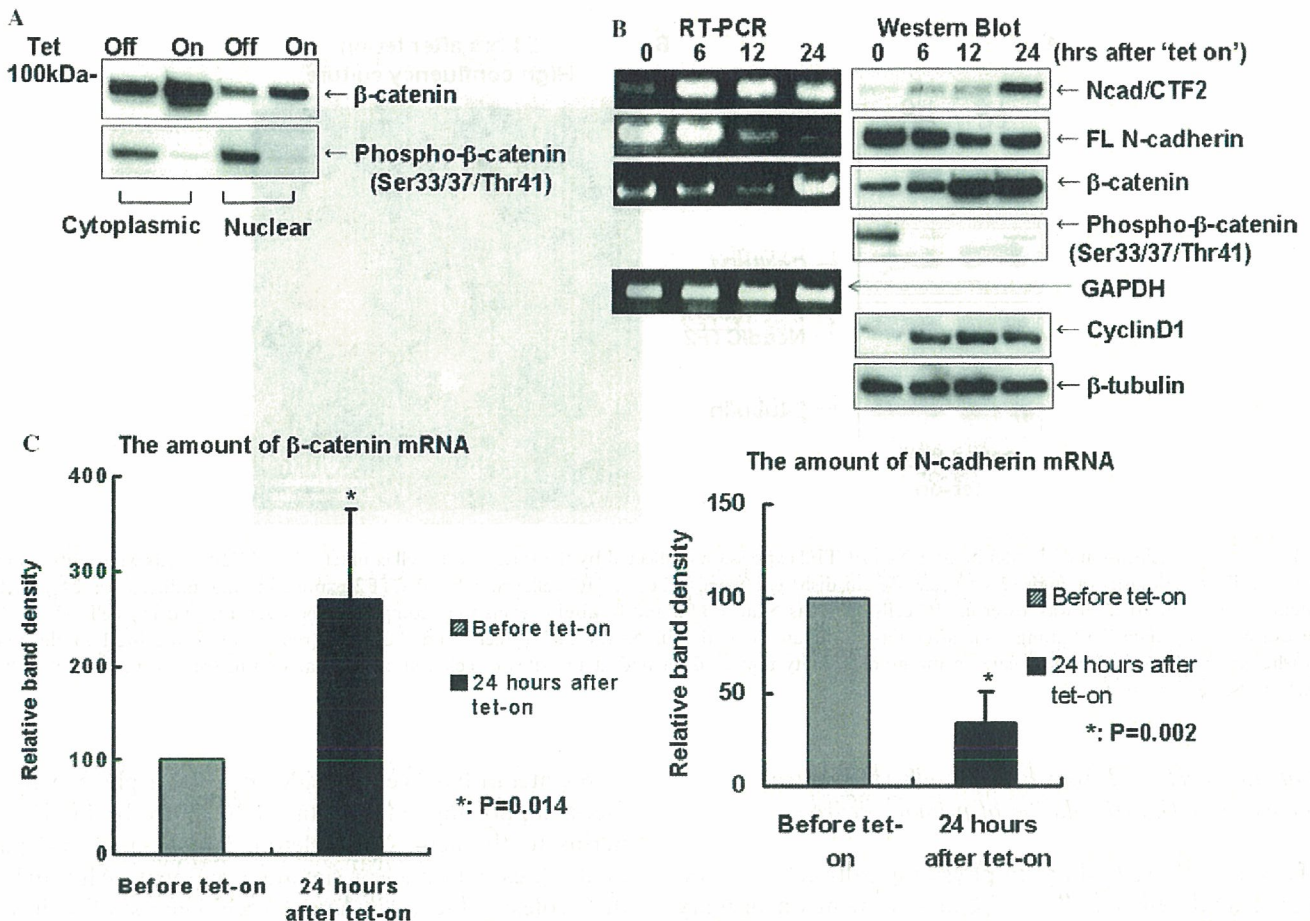 A
Tet Off On Off On
100kDa-
← β-catenin
← Phospho-β-catenin
(Ser33/37/Thr41)
Cytoplasmic Nuclear
B
RT-PCR Western Blot
0 6 12 24 0 6 12 24 (hrs after 'tet on')
← Ncad/CTF2
← FL N-cadherin
← β-catenin
← Phospho-β-catenin
(Ser33/37/Thr41)
GAPDH
← CyclinD1
← β-tubulin
C
The amount of β-catenin mRNA
Relative band density
400
300
200
100
0
*
Before tet-on
24 hours after
tet-on
*: P=0.014
Before tet-on 24 hours
after tet-on
The amount of N-cadherin mRNA
Relative band density
150
100
50
0
*
Before tet-on
24 hours after
tet-on
*: P=0.002
Before tet-
on
24 hours
after tet-on